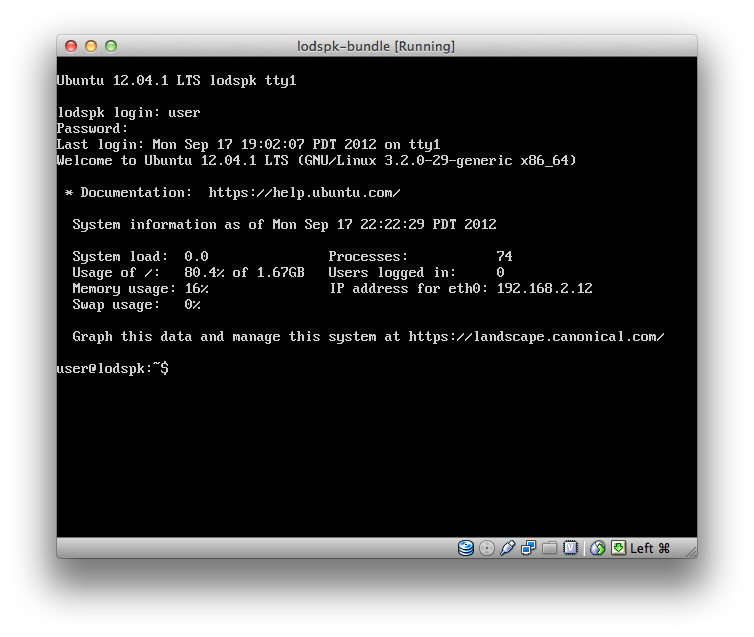 lodspk-bundle [Running]
Ubuntu 12.04.1 LTS lodspk tty1
lodspk login: user
Password:
Last login: Mon Sep 17 19:02:07 PDT 2012 on tty1
Welcome to Ubuntu 12.04.1 LTS (GNU/Linux 3.2.0-29-generic x86_64)
* Documentation:  https://help.ubuntu.com/
System information as of Mon Sep 17 22:22:29 PDT 2012
System load:  0.0               Processes:           74
Usage of /:   80.4% of 1.67GB   Users logged in:     0
Memory usage: 16%               IP address for eth0: 192.168.2.12
Swap usage:   0%
Graph this data and manage this system at https://landscape.canonical.com/
user@lodspk:~$
Left ⌘